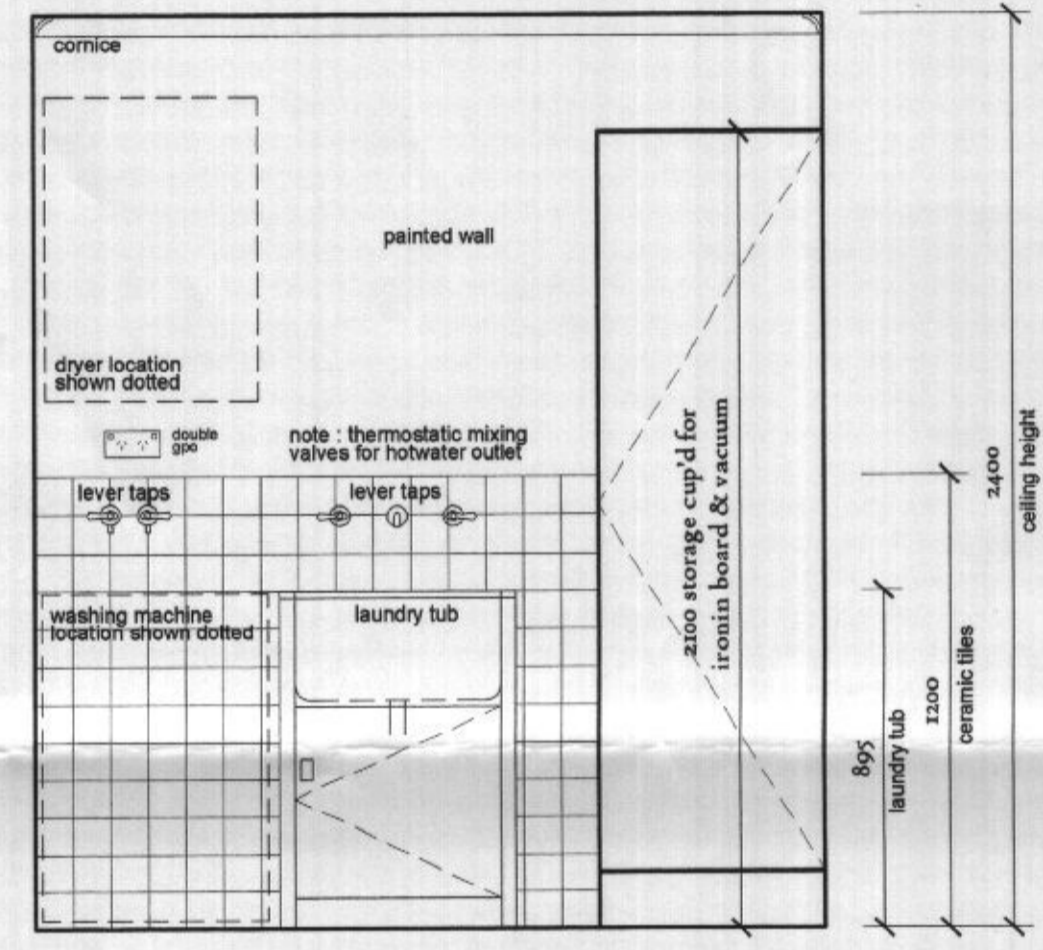 cornice
painted wall
dryer location
shown dotted
double
gpo
note : thermostatic mixing
valves for hotwater outlet
lever taps
lever taps
washing machine
location shown dotted
laundry tub
2100 storage cup'd for
ironin board & vacuum
895
laundry tub
1200
ceramic tiles
2400
ceiling height